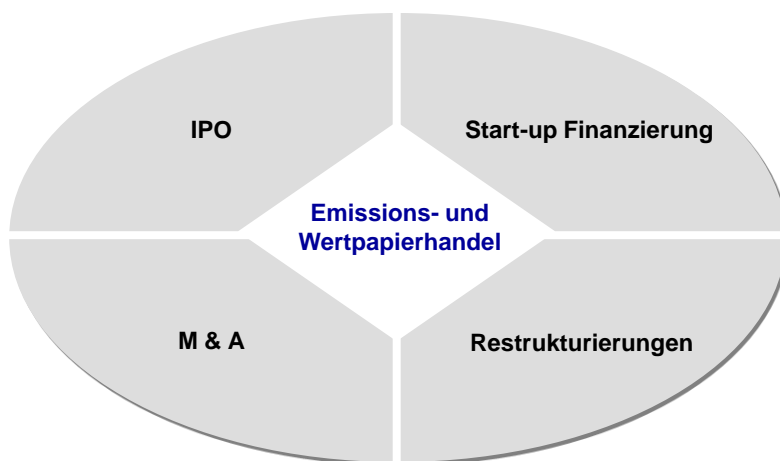 IPO
Start-up Finanzierung
Emissions- und
Wertpapierhandel
M & A
Restrukturierungen